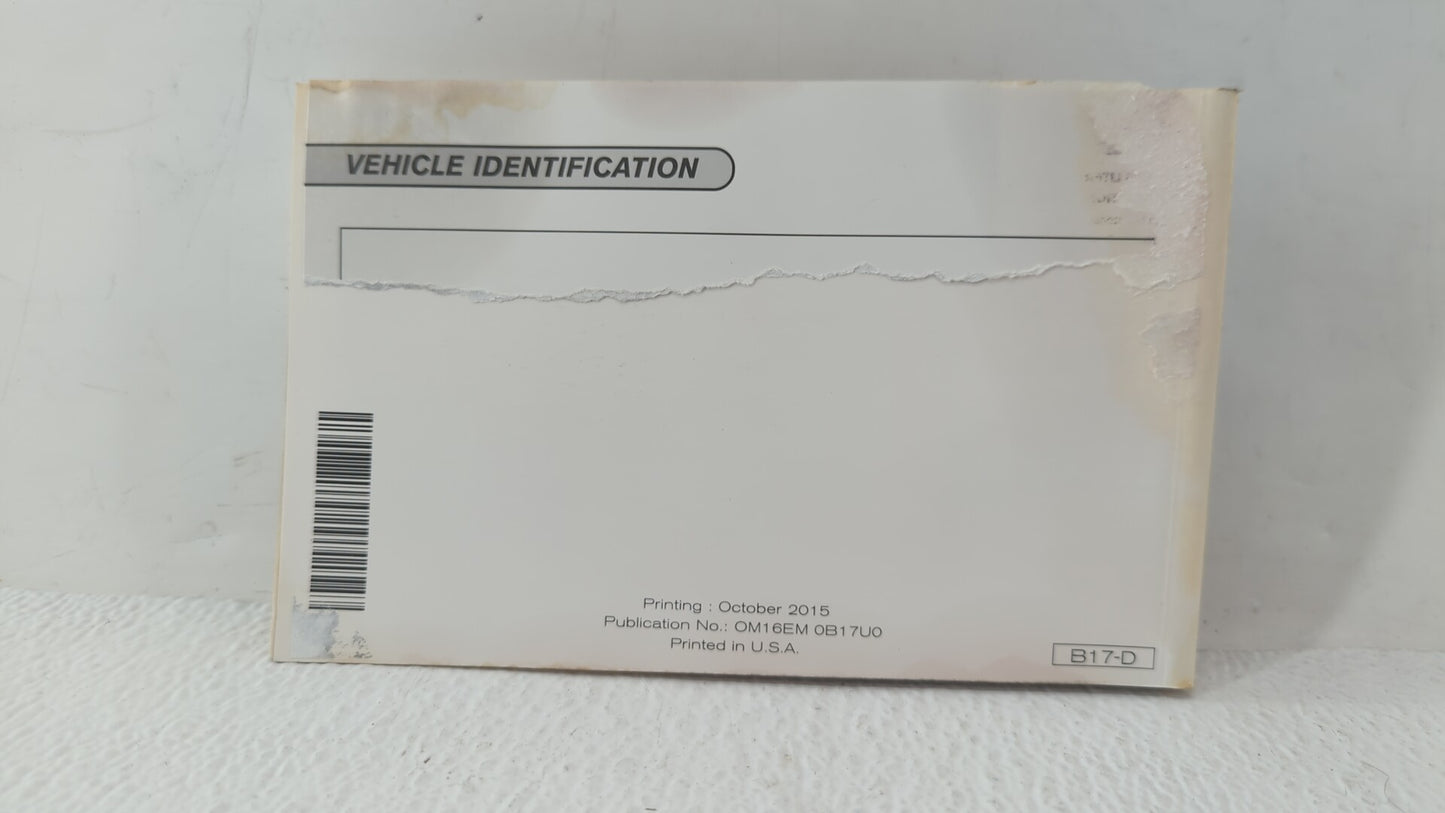 VEHICLE IDENTIFICATION
Printing : October 2015
Publication No.: OM16EM 0B17U0
Printed in U.S.A.
B17-D